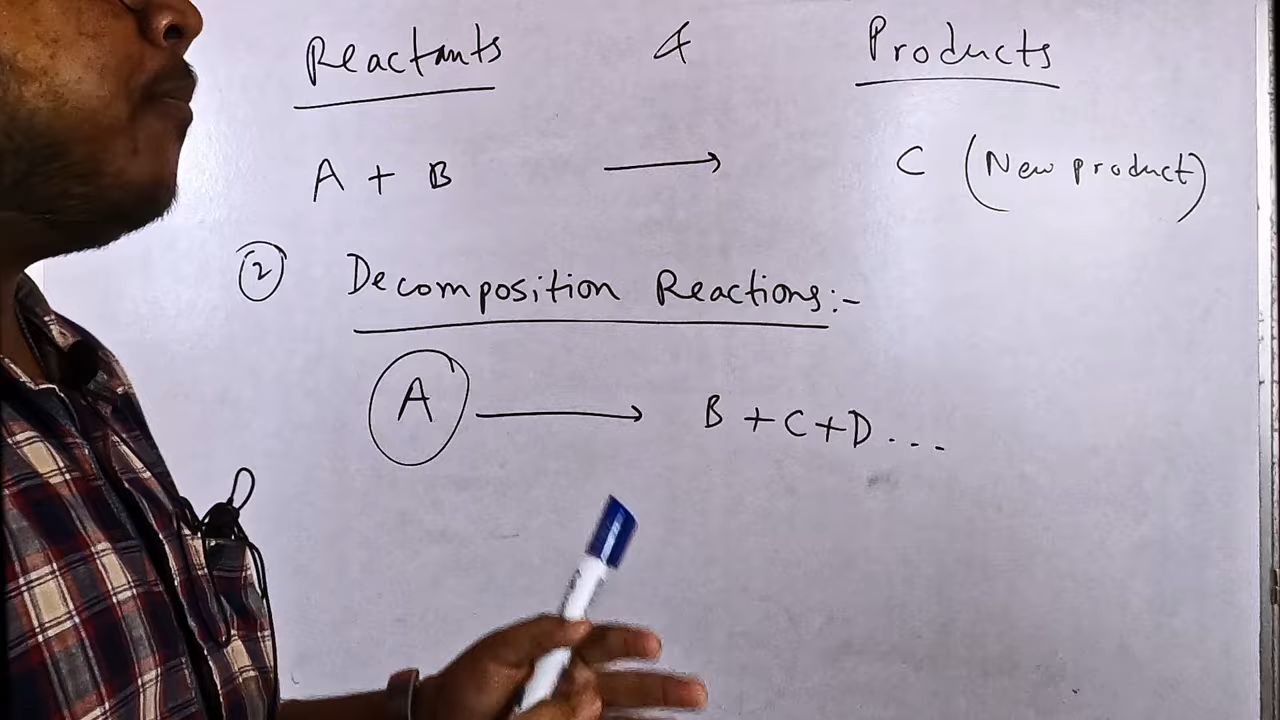 Reactants & Products
A + B → C (New product)
② Decomposition Reactions:-
A → B + C + D ....